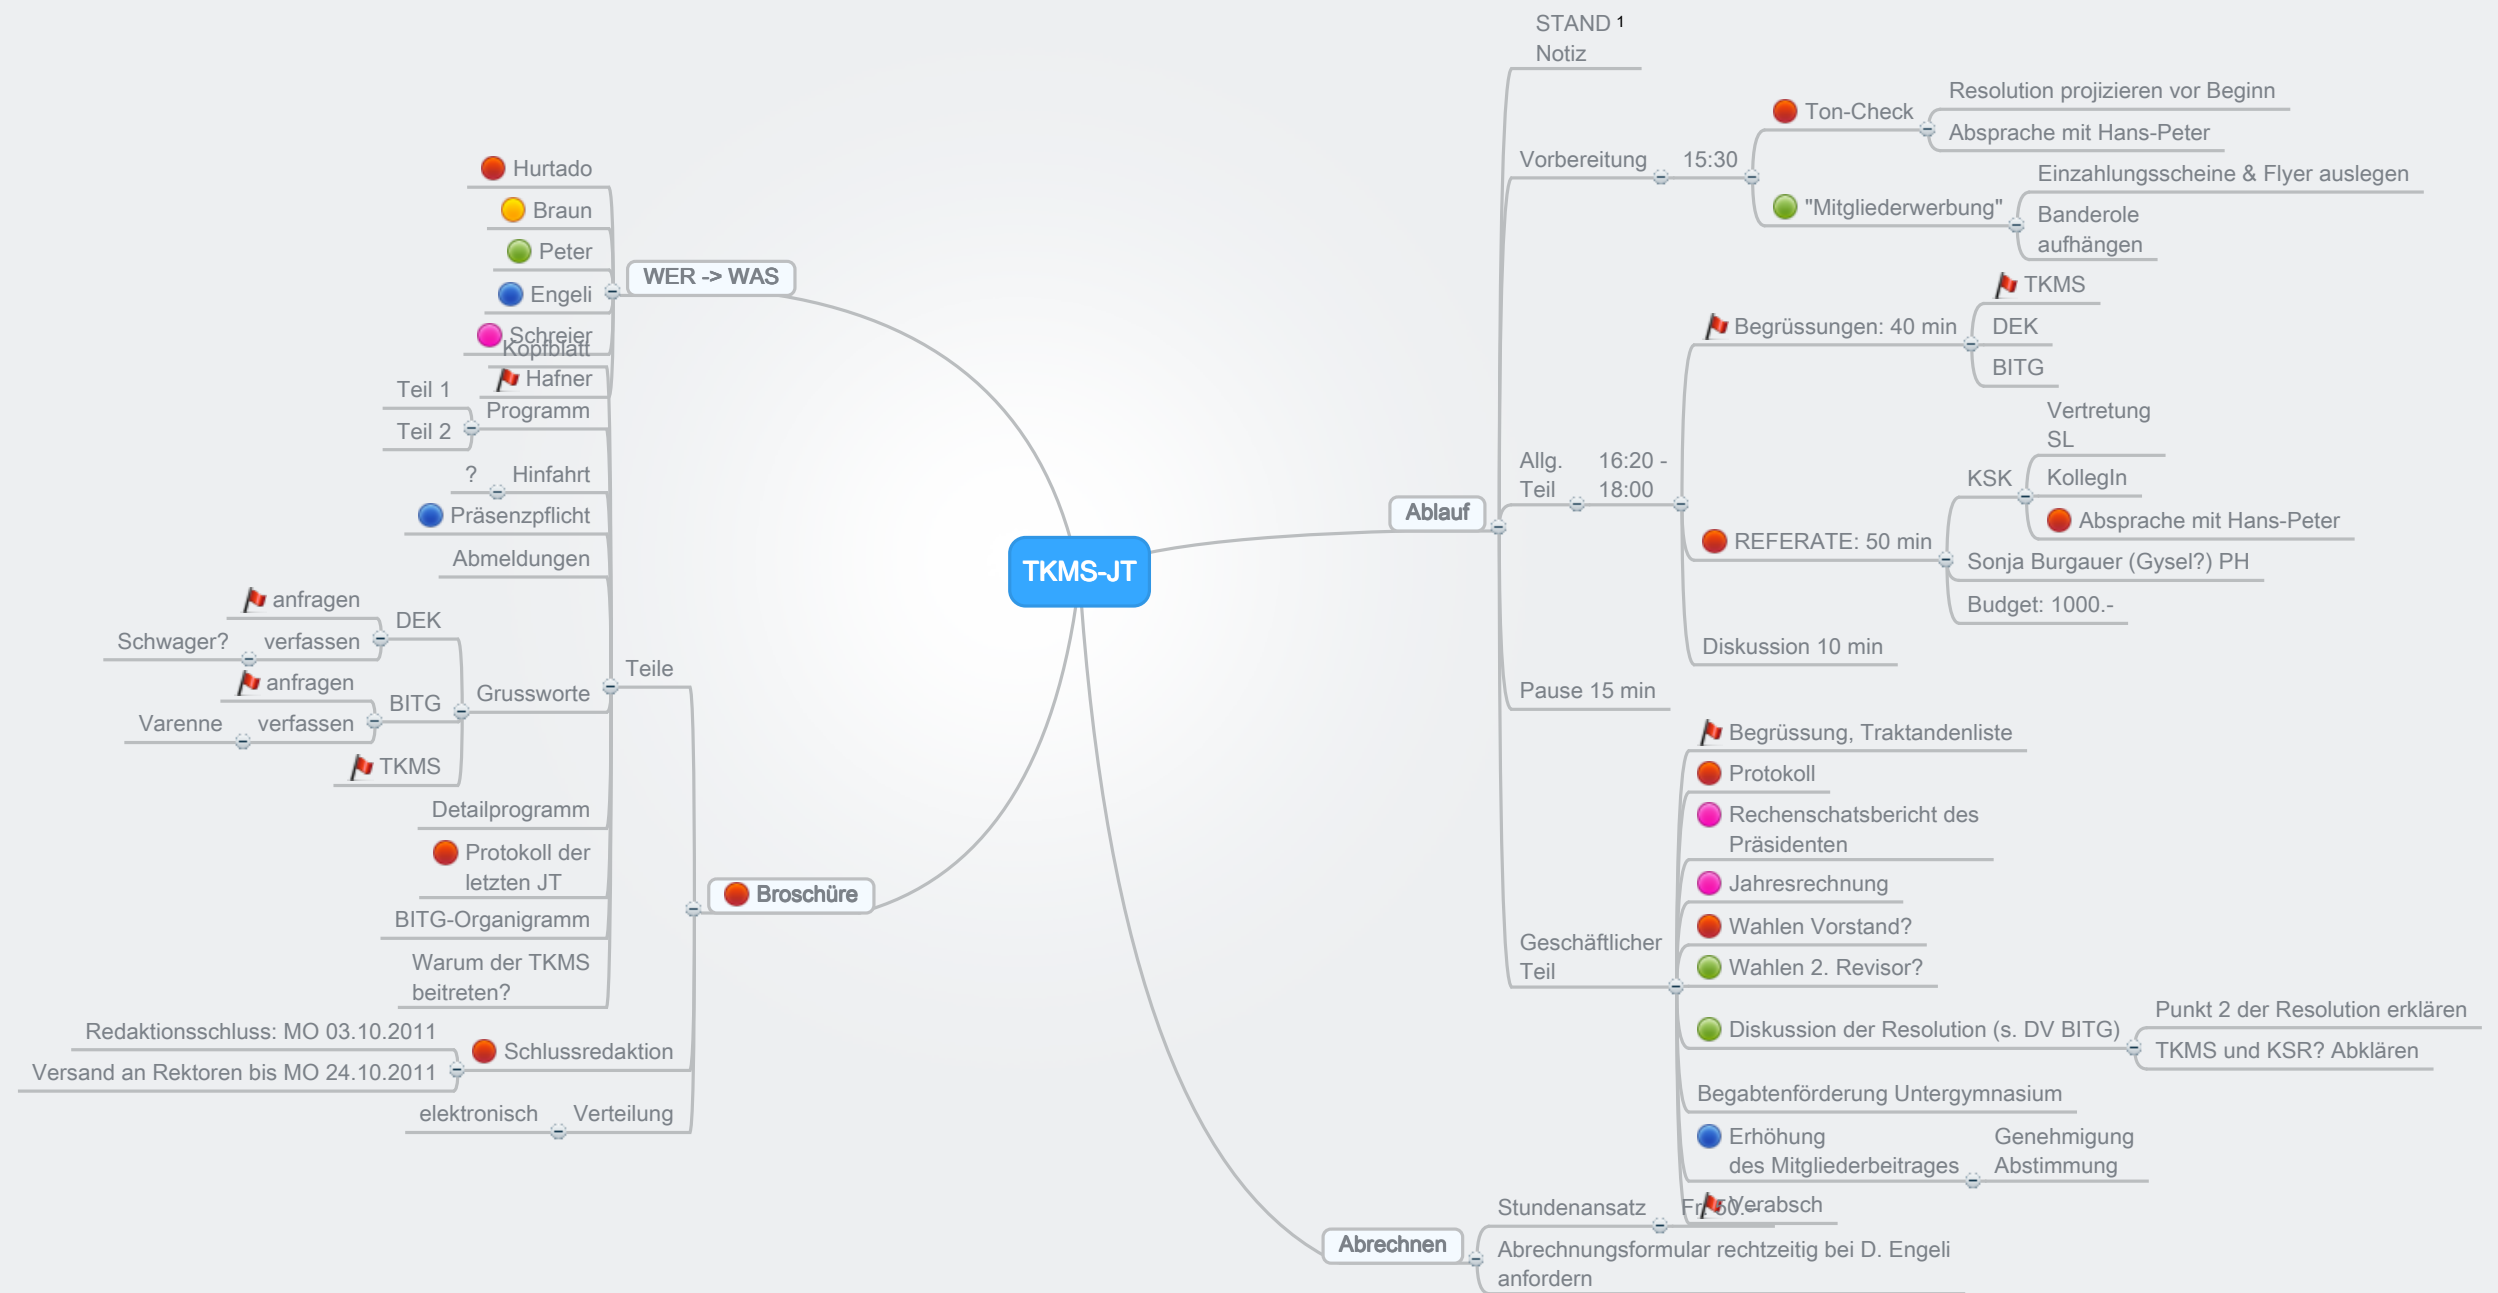 TKMS-JT
WER -> WAS
Hurtado
Braun
Peter
Engeli
Schreier
Hafner
Broschüre
Teile
Kopfblatt
Programm
Teil 1
Teil 2
Hinfahrt
?
Präsenzpflicht
Abmeldungen
Grussworte
DEK
anfragen
verfassen
Schwager?
BITG
anfragen
verfassen
Varenne
TKMS
Detailprogramm
Protokoll der
letzten JT
BITG-Organigramm
Warum der TKMS
beitreten?
Schlussredaktion
Redaktionsschluss: MO 03.10.2011
Versand an Rektoren bis MO 24.10.2011
Verteilung
elektronisch
Ablauf
STAND 1
Notiz
Vorbereitung
15:30
Ton-Check
Resolution projizieren vor Beginn
Absprache mit Hans-Peter
"Mitgliederwerbung"
Einzahlungsscheine & Flyer auslegen
Banderole
aufhängen
Allg.
Teil
16:20 -
18:00
Begrüssungen: 40 min
TKMS
DEK
BITG
REFERATE: 50 min
KSK
Vertretung
SL
KollegIn
Absprache mit Hans-Peter
Sonja Burgauer (Gysel?) PH
Budget: 1000.-
Diskussion 10 min
Pause 15 min
Geschäftlicher
Teil
Begrüssung, Traktandenliste
Protokoll
Rechenschatsbericht des
Präsidenten
Jahresrechnung
Wahlen Vorstand?
Wahlen 2. Revisor?
Diskussion der Resolution (s. DV BITG)
Punkt 2 der Resolution erklären
TKMS und KSR? Abklären
Begabtenförderung Untergymnasium
Erhöhung
des Mitgliederbeitrages
Genehmigung
Abstimmung
Verabsch
Abrechnen
Stundenansatz
Fr. 50.--
Abrechnungsformular rechtzeitig bei D. Engeli
anfordern